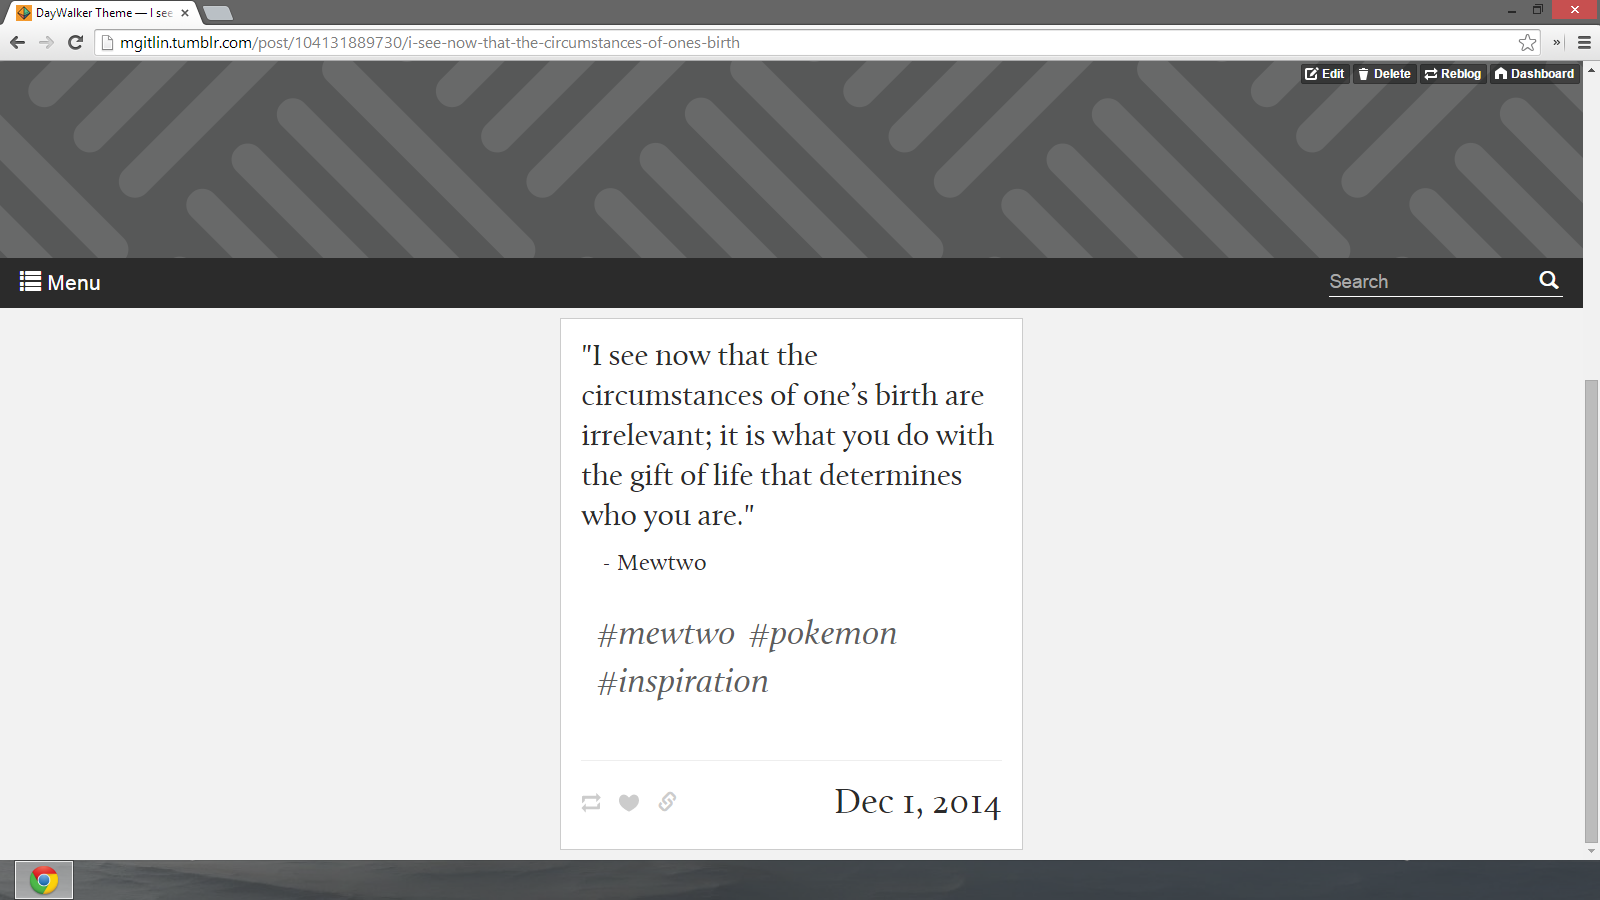 DayWalker Theme — I see
mgitlin.tumblr.com/post/104131889730/i-see-now-that-the-circumstances-of-ones-birth
Edit Delete Reblog Dashboard
Menu
Search
"I see now that the
circumstances of one’s birth are
irrelevant; it is what you do with
the gift of life that determines
who you are."
- Mewtwo
#mewtwo #pokemon
#inspiration
Dec 1, 2014